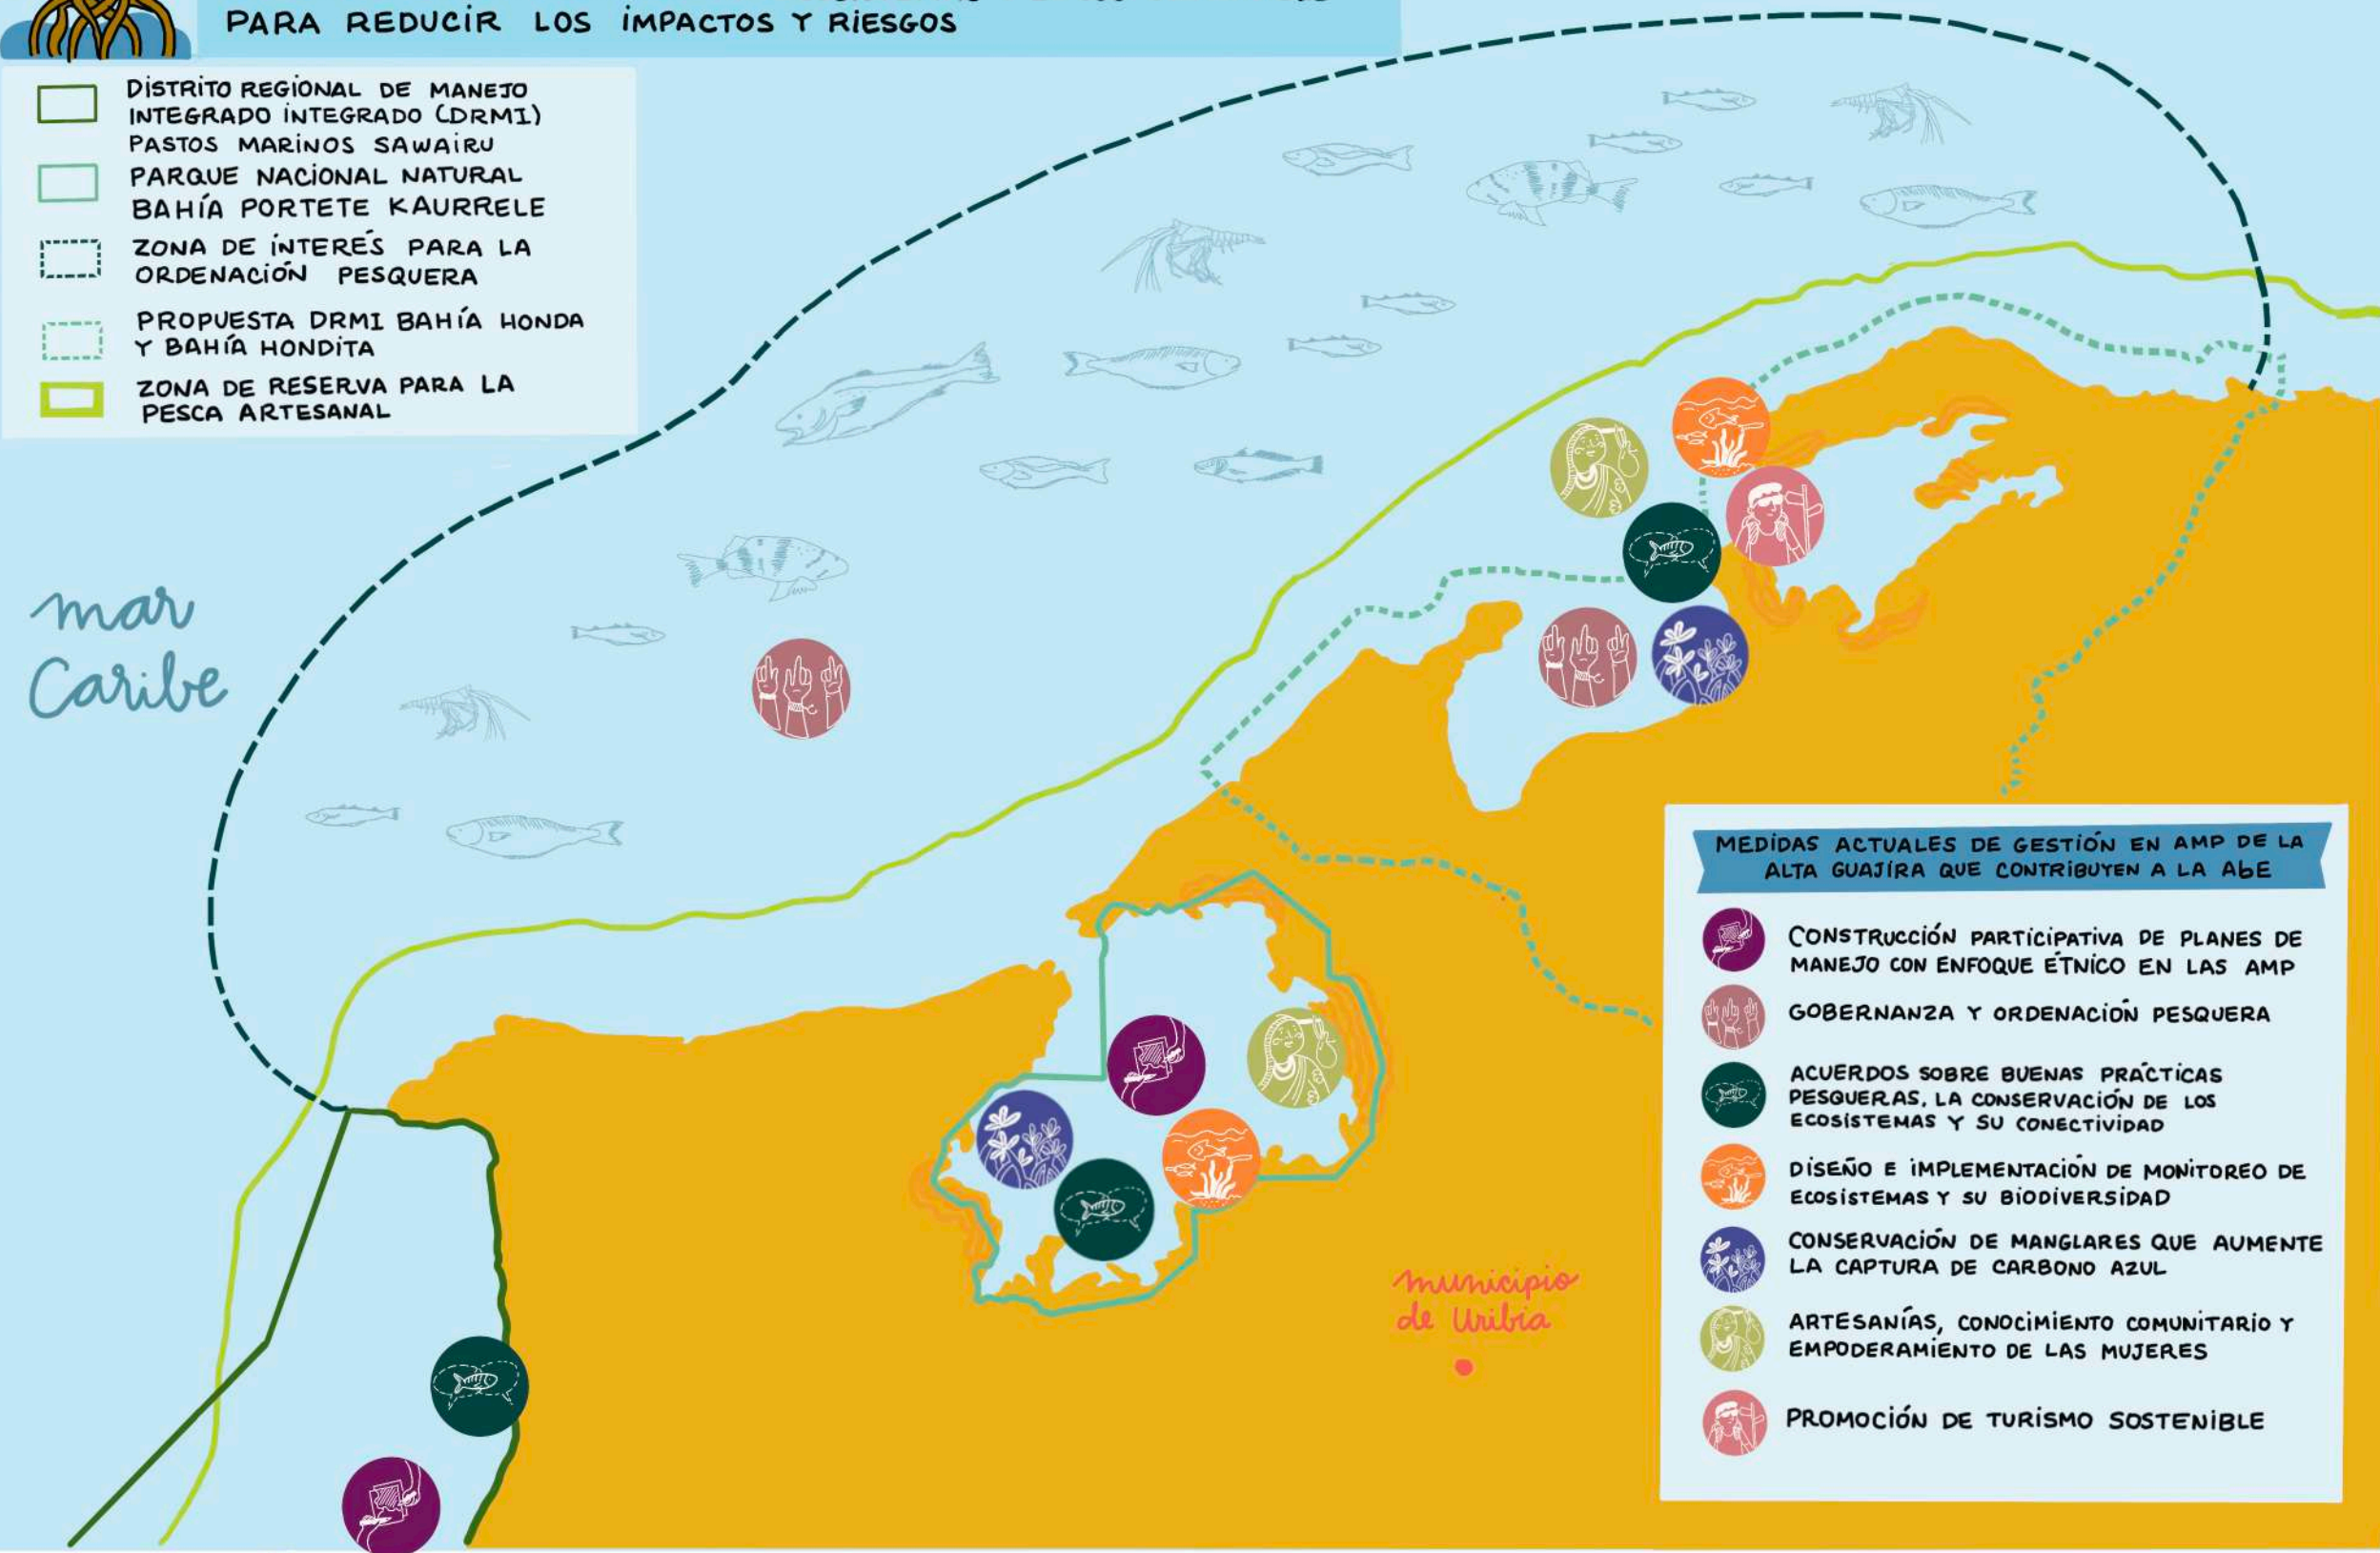 PARA REDUCIR LOS IMPACTOS Y RIESGOS
DISTRITO REGIONAL DE MANEJO
INTEGRADO INTEGRADO (DRMI)
PASTOS MARINOS SAWAIRU
PARQUE NACIONAL NATURAL
BAHÍA PORTETE KAURRELE
ZONA DE INTERÉS PARA LA
ORDENACIÓN PESQUERA
PROPUESTA DRMI BAHÍA HONDA
Y BAHÍA HONDITA
ZONA DE RESERVA PARA LA
PESCA ARTESANAL
mar
Caribe
MEDIDAS ACTUALES DE GESTIÓN EN AMP DE LA
ALTA GUAJIRA QUE CONTRIBUYEN A LA AbE
CONSTRUCCIÓN PARTICIPATIVA DE PLANES DE
MANEJO CON ENFOQUE ÉTNICO EN LAS AMP
GOBERNANZA Y ORDENACIÓN PESQUERA
ACUERDOS SOBRE BUENAS PRÁCTICAS
PESQUERAS, LA CONSERVACIÓN DE LOS
ECOSISTEMAS Y SU CONECTIVIDAD
DISEÑO E IMPLEMENTACIÓN DE MONITOREO DE
ECOSISTEMAS Y SU BIODIVERSIDAD
CONSERVACIÓN DE MANGLARES QUE AUMENTE
LA CAPTURA DE CARBONO AZUL
ARTESANÍAS, CONOCIMIENTO COMUNITARIO Y
EMPODERAMIENTO DE LAS MUJERES
PROMOCIÓN DE TURISMO SOSTENIBLE
municipio
de Uribia